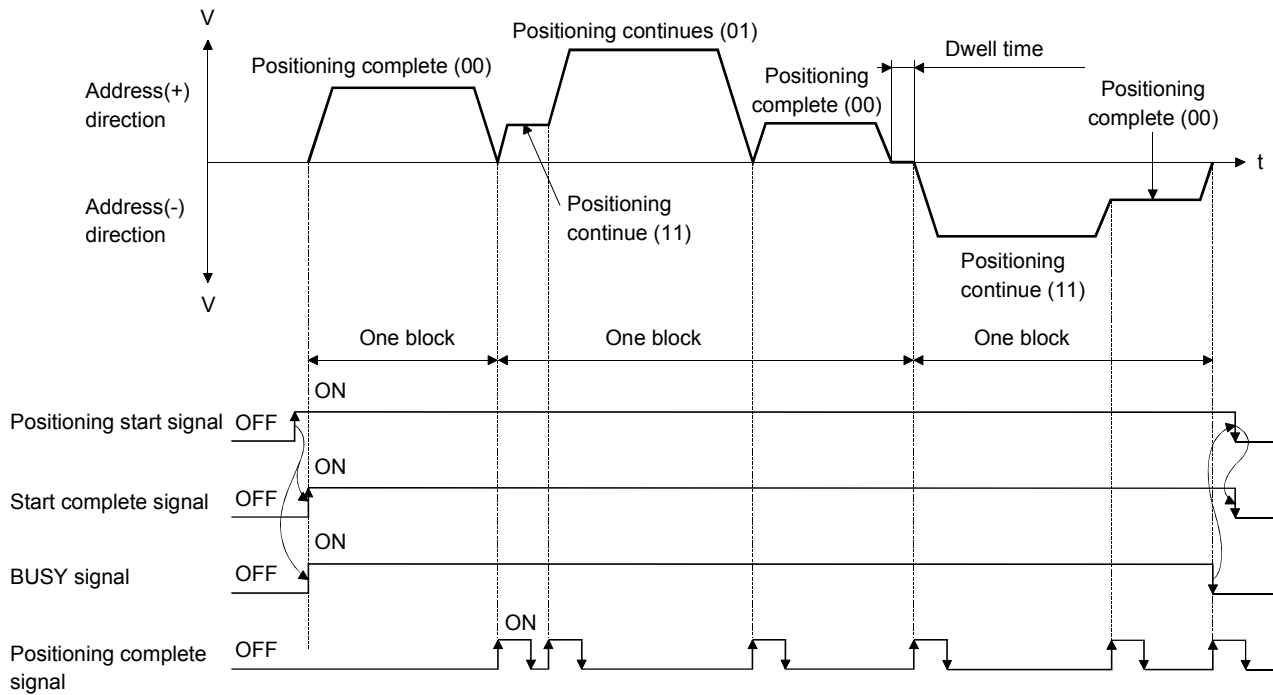 V
Positioning continues (01)
Positioning complete (00)
Dwell time
Positioning
complete (00)
Positioning
complete (00)
Address(+)
direction
t
Address(-)
direction
Positioning
continue (11)
Positioning
continue (11)
V
One block
One block
One block
ON
Positioning start signal
OFF
ON
Start complete signal
OFF
ON
BUSY signal
OFF
ON
Positioning complete
signal
OFF